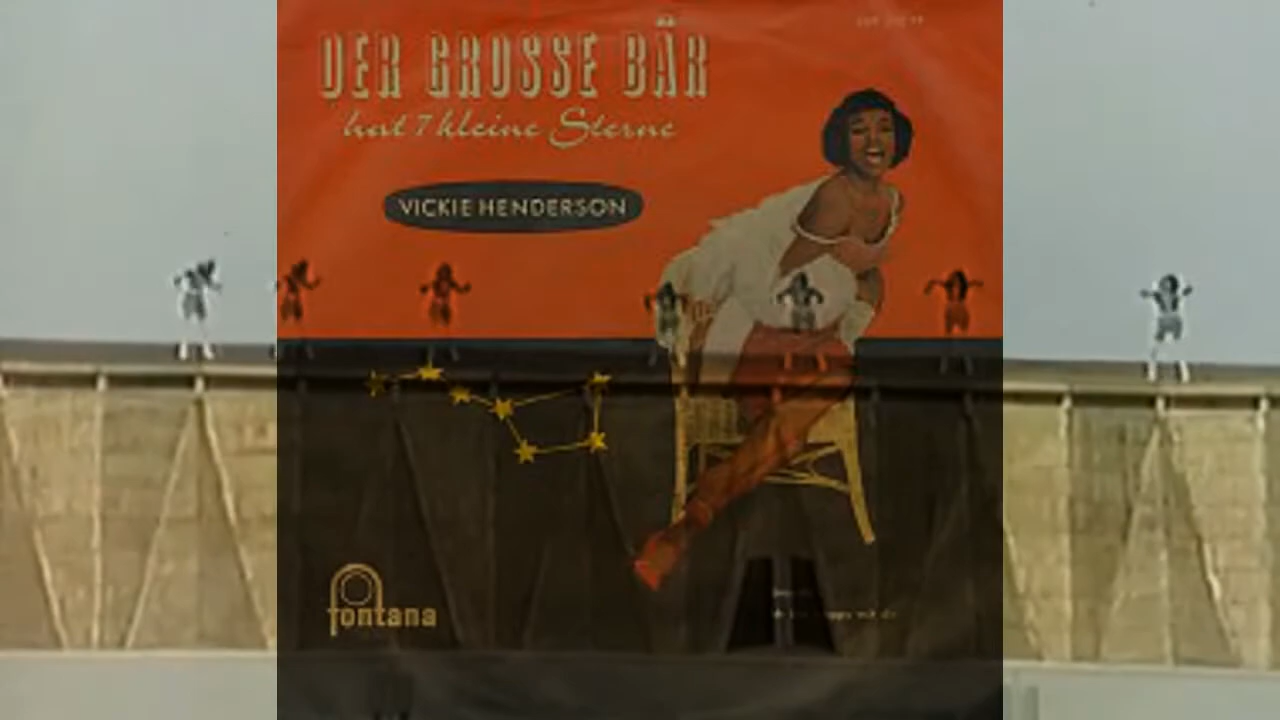 DER GROSSE BÄR
hat 7 kleine Sterne
VICKIE HENDERSON
fontana